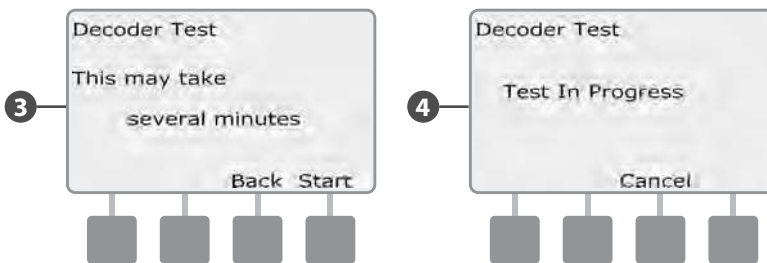 3
Decoder Test
This may take
several minutes
Back Start
4
Decoder Test
Test In Progress
Cancel